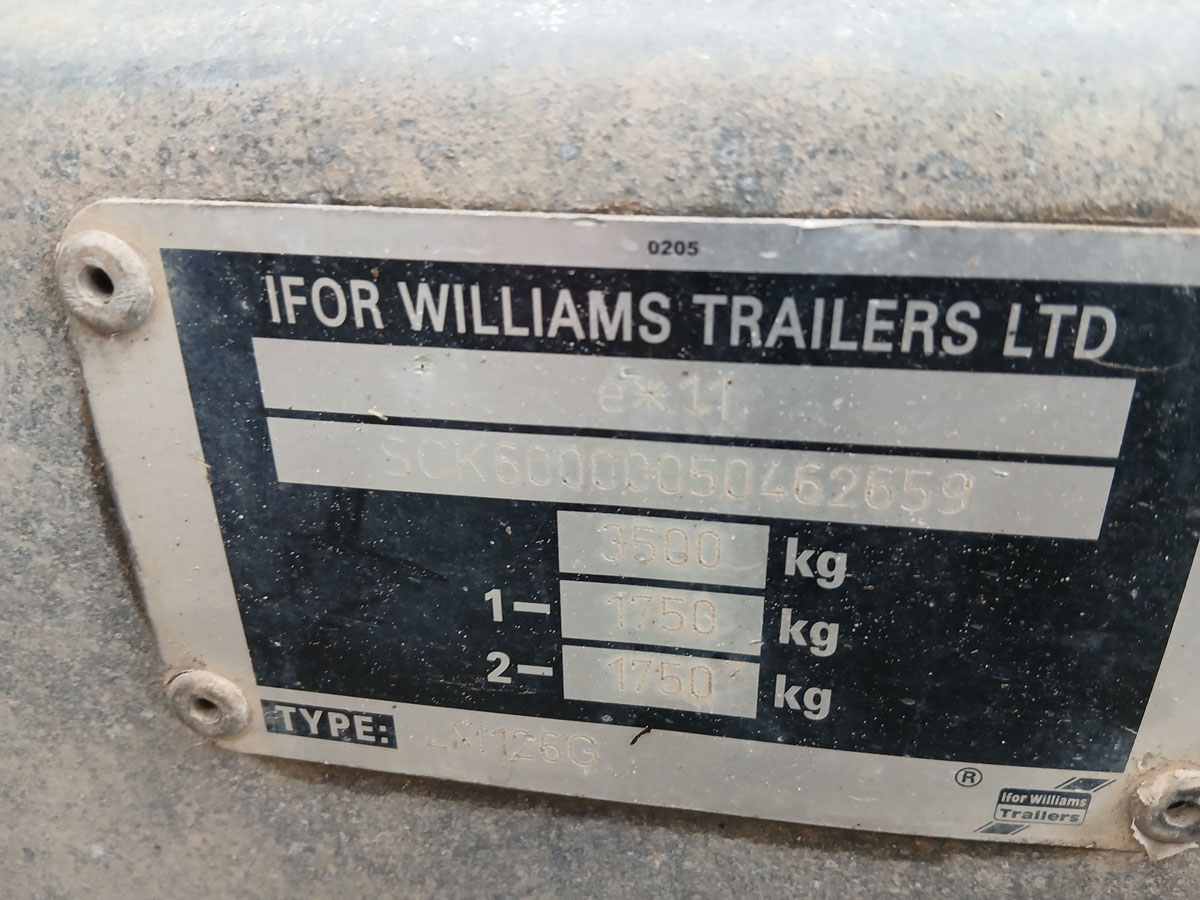 0205
IFOR WILLIAMS TRAILERS LTD
e*11
SCK60000050462659
3500 kg
1– 1750 kg
2– 1750 kg
TYPE: LM126G
®
Ifor Williams
Trailers